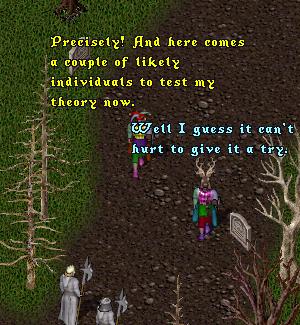 Precisely! And here comes
a couple of likely
individuals to test my
theory now.
Well I guess it can't
hurt to give it a try.